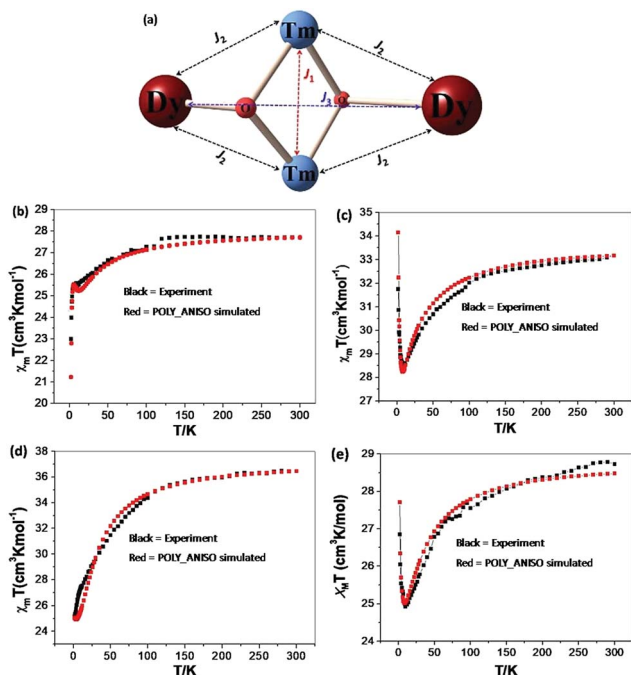 (a)
Tm
J2
J2
J1
Dy
O
J3
O
Dy
J2
J2
Tm
(b)
28
27
26
25
24
23
22
21
20
χmT(cm³Kmol⁻¹)
Black = Experiment
Red = POLY_ANISO simulated
0 50 100 150 200 250 300
T/K
(c)
35
34
33
32
31
30
29
28
27
χmT(cm³Kmol⁻¹)
Black = Experiment
Red = POLY_ANISO simulated
0 50 100 150 200 250 300
T/K
(d)
38
36
34
32
30
28
26
24
χmT(cm³Kmol⁻¹)
Black = Experiment
Red = POLY_ANISO simulated
0 50 100 150 200 250 300
T/K
(e)
29
28
27
26
25
24
χMT (cm³K/mol)
Black = Experiment
Red = POLY_ANISO simulated
0 50 100 150 200 250 300
T/K